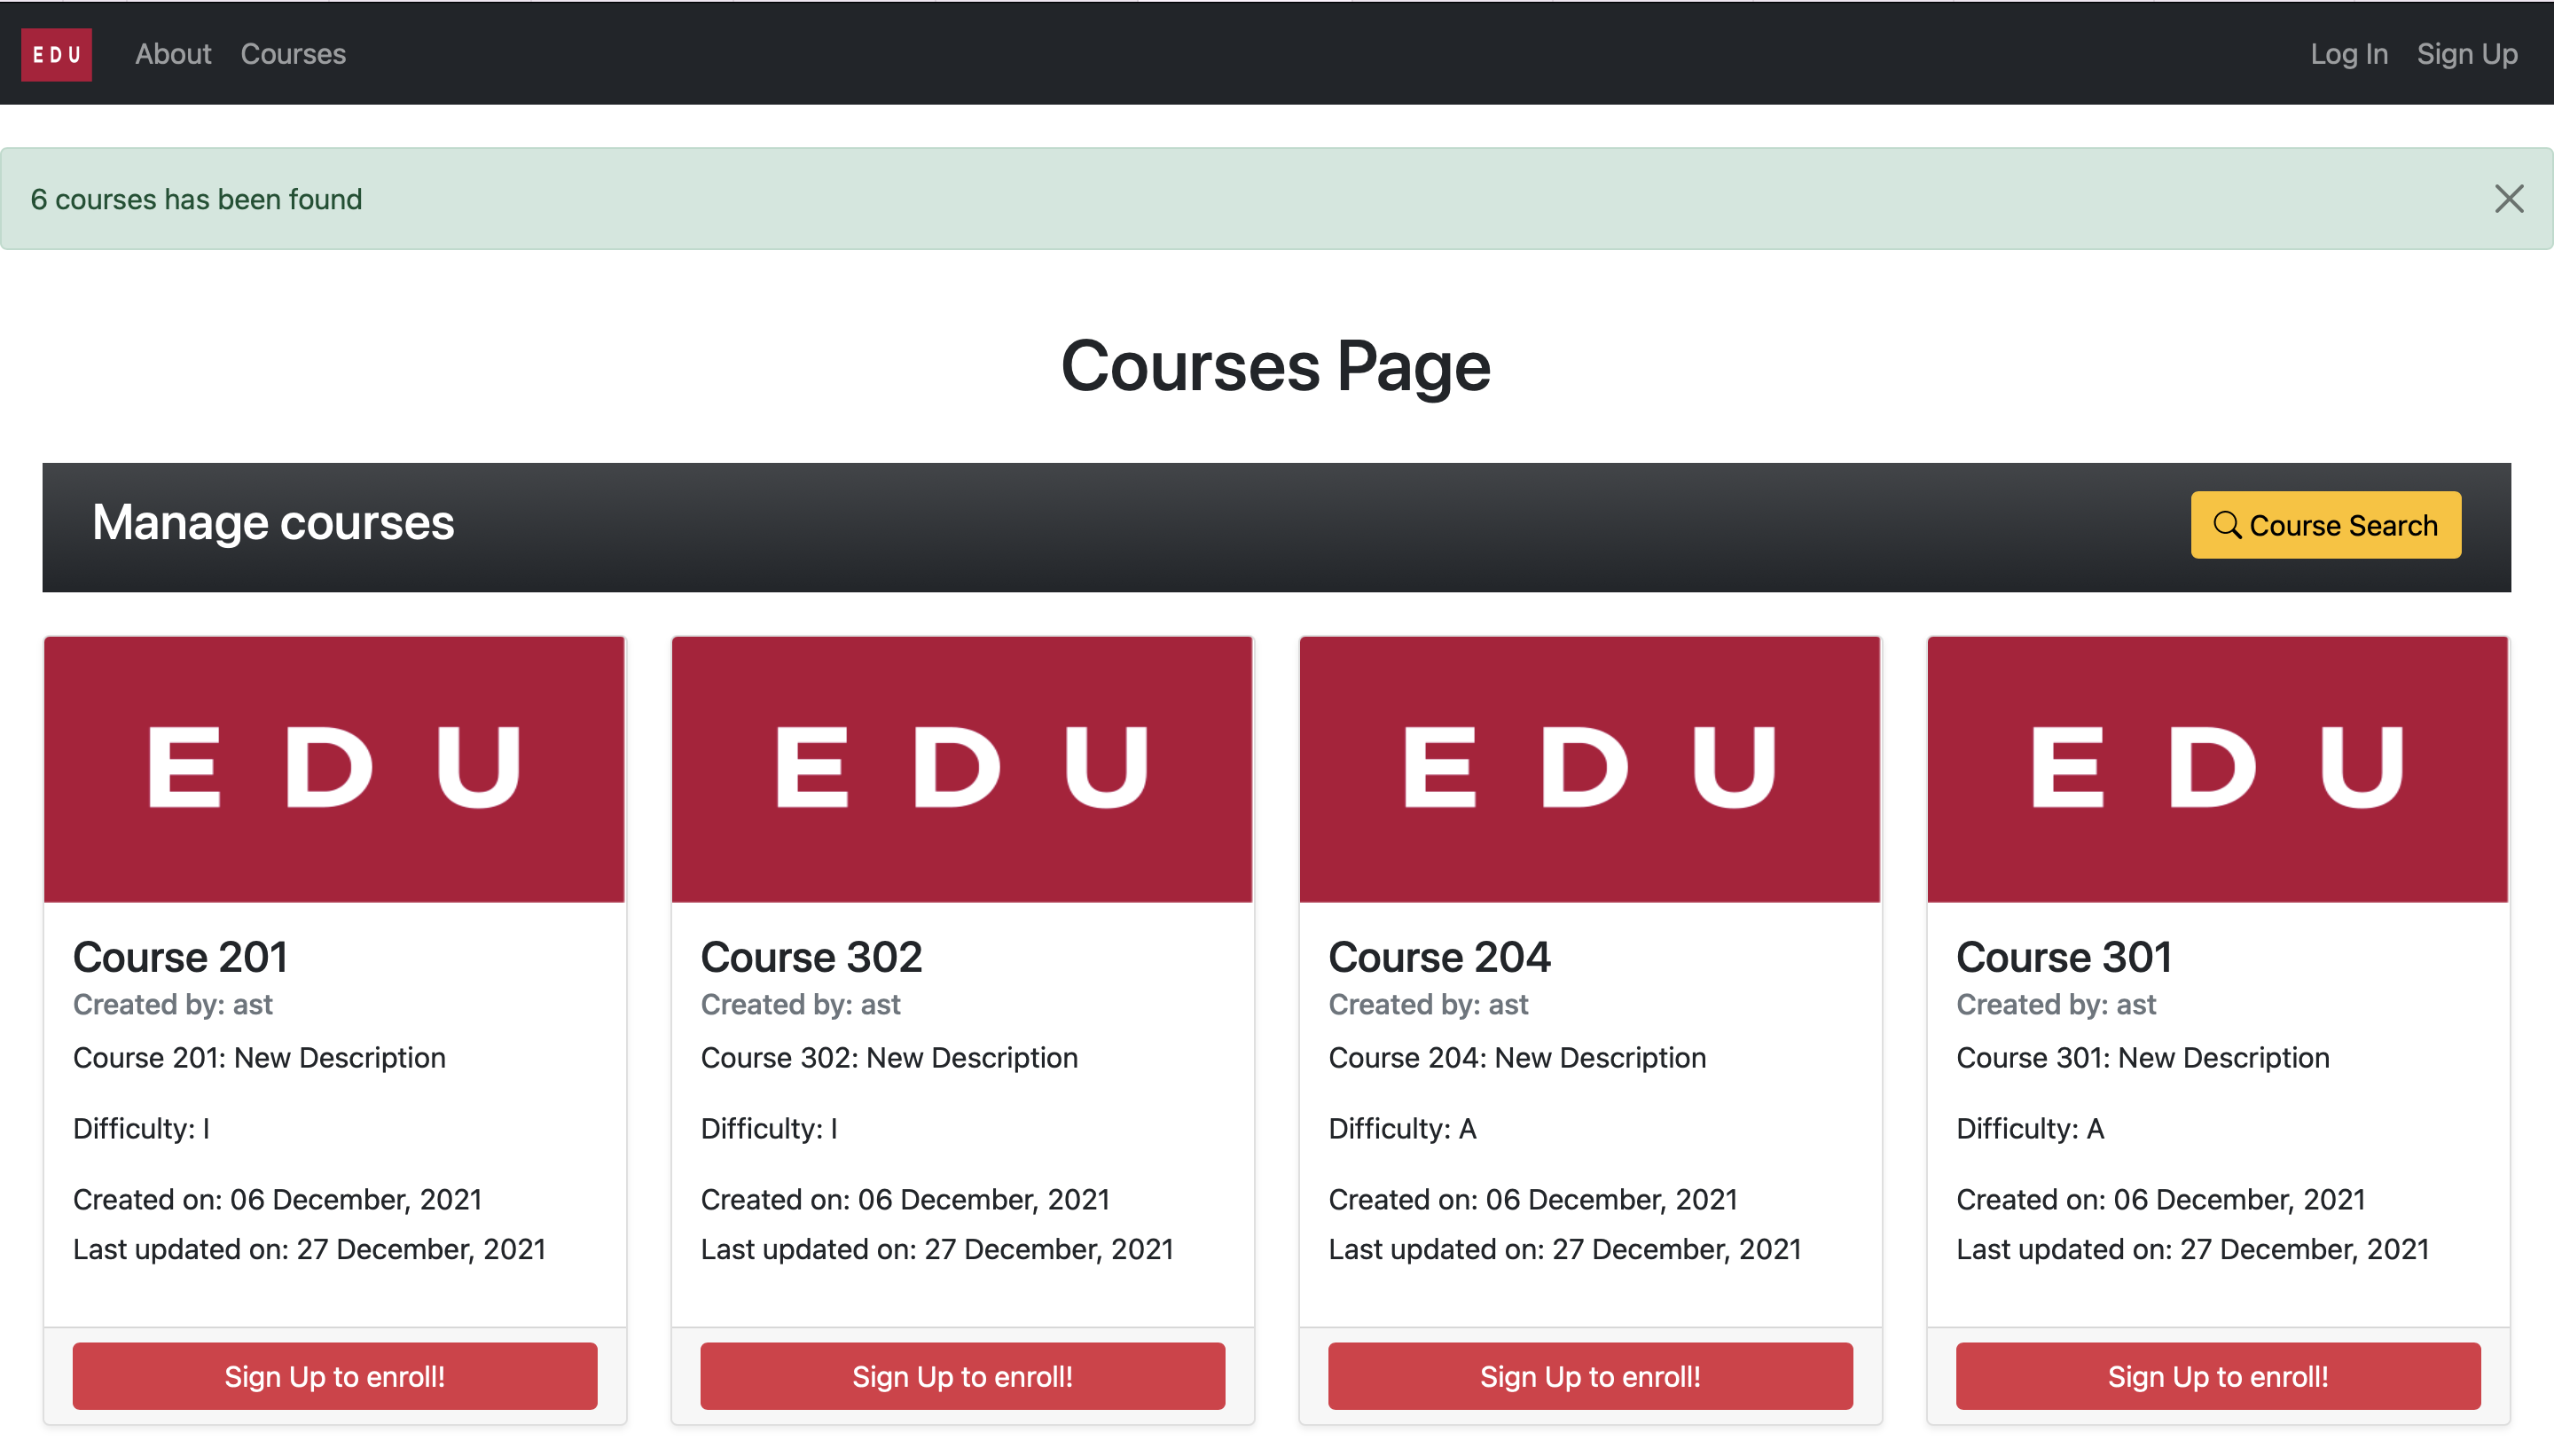 EDU About Courses Log In Sign Up
6 courses has been found
Courses Page
Manage courses
Course Search
E D U
Course 201
Created by: ast
Course 201: New Description
Difficulty: I
Created on: 06 December, 2021
Last updated on: 27 December, 2021
Sign Up to enroll!
E D U
Course 302
Created by: ast
Course 302: New Description
Difficulty: I
Created on: 06 December, 2021
Last updated on: 27 December, 2021
Sign Up to enroll!
E D U
Course 204
Created by: ast
Course 204: New Description
Difficulty: A
Created on: 06 December, 2021
Last updated on: 27 December, 2021
Sign Up to enroll!
E D U
Course 301
Created by: ast
Course 301: New Description
Difficulty: A
Created on: 06 December, 2021
Last updated on: 27 December, 2021
Sign Up to enroll!